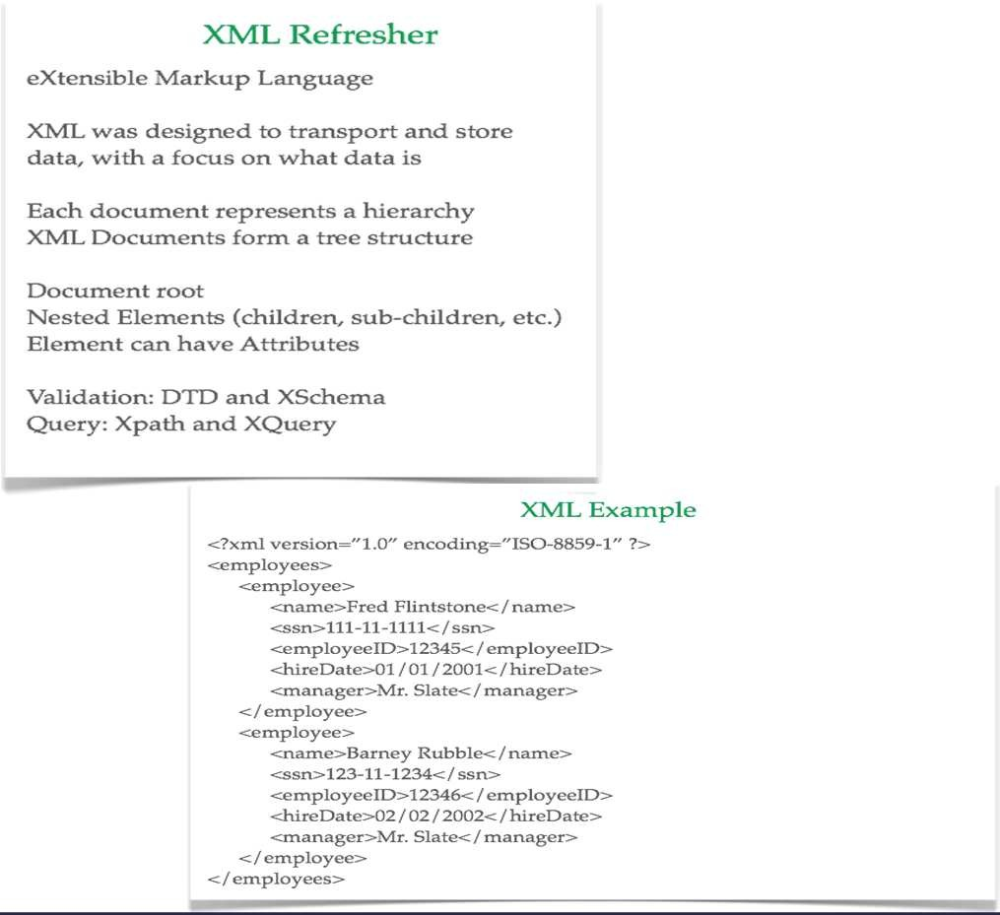 XML Refresher
eXtensible Markup Language
XML was designed to transport and store
data, with a focus on what data is
Each document represents a hierarchy
XML Documents form a tree structure
Document root
Nested Elements (children, sub-children, etc.)
Element can have Attributes
Validation: DTD and XSchema
Query: Xpath and XQuery
XML Example
<?xml version="1.0" encoding="ISO-8859-1" ?>
<employees>
<employee>
<name>Fred Flintstone</name>
<ssn>111-11-1111</ssn>
<employeeID>12345</employeeID>
<hireDate>01/01/2001</hireDate>
<manager>Mr. Slate</manager>
</employee>
<employee>
<name>Barney Rubble</name>
<ssn>123-11-1234</ssn>
<employeeID>12346</employeeID>
<hireDate>02/02/2002</hireDate>
<manager>Mr. Slate</manager>
</employee>
</employees>